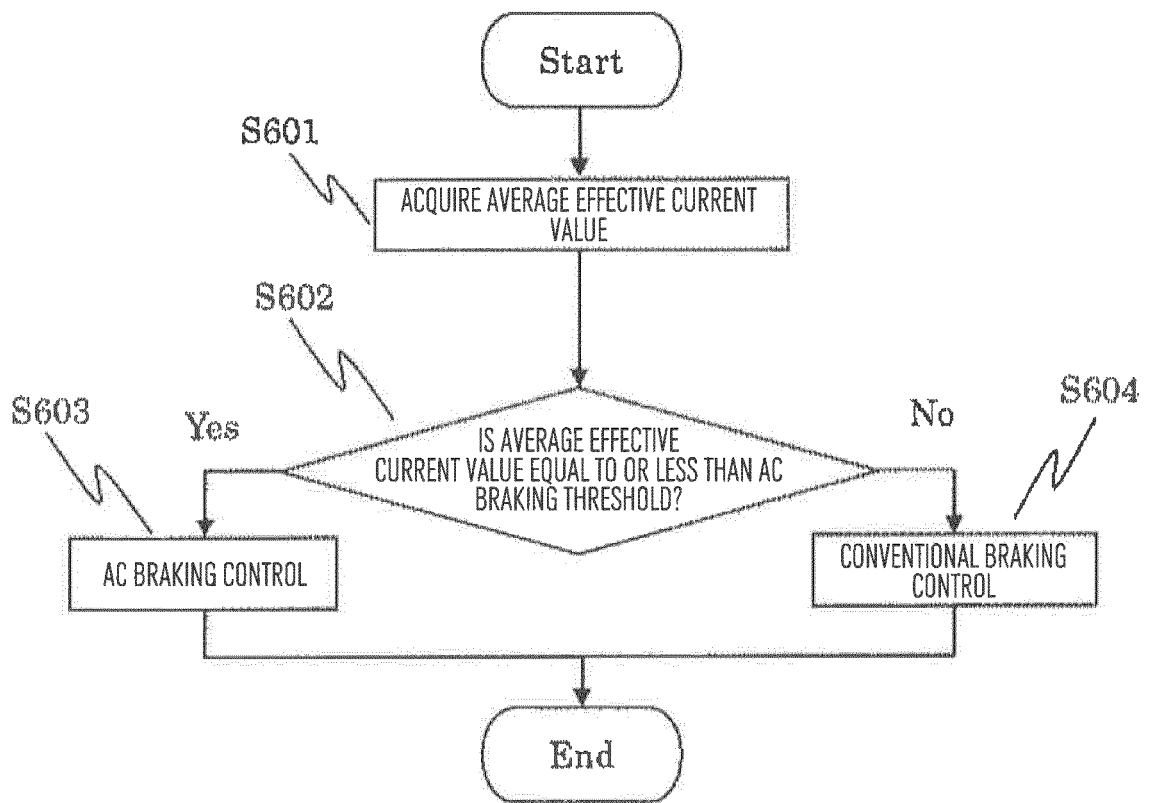 Start
S601
ACQUIRE AVERAGE EFFECTIVE CURRENT
VALUE
S602
S603
Yes
IS AVERAGE EFFECTIVE
CURRENT VALUE EQUAL TO OR LESS THAN AC
BRAKING THRESHOLD?
No
S604
AC BRAKING CONTROL
CONVENTIONAL BRAKING
CONTROL
End